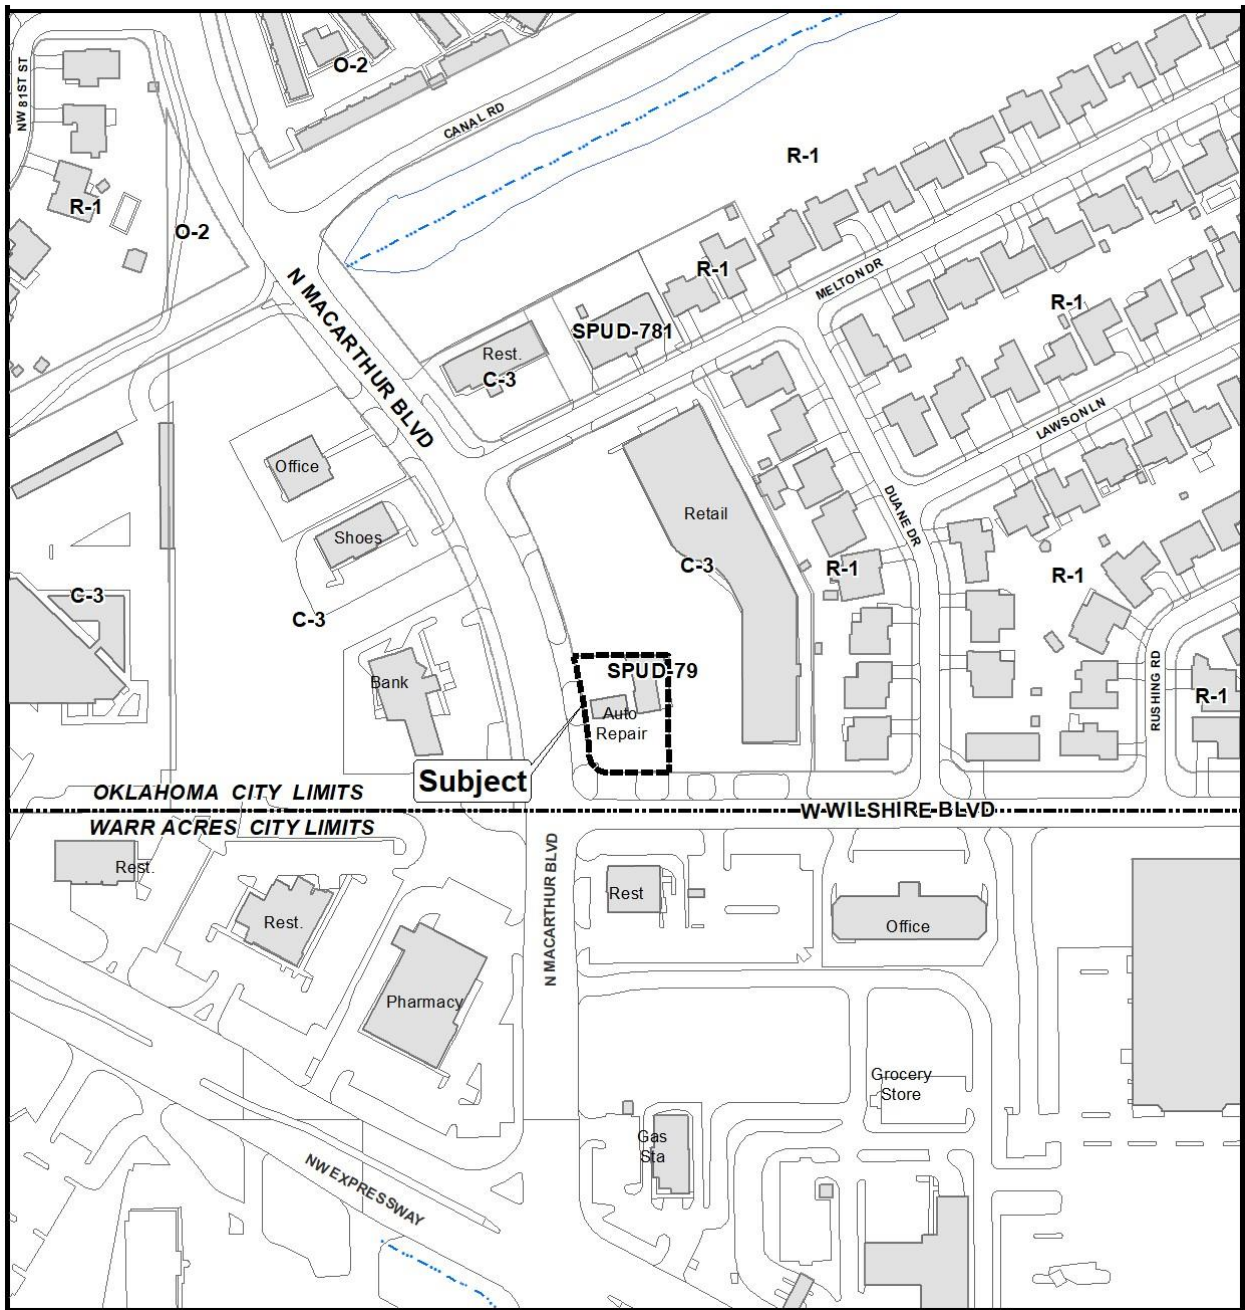 NW 81ST ST
O-2
CANAL RD
R-1
R-1
O-2
N MACARTHUR BLVD
R-1
MELTON DR
R-1
SPUD-781
Rest.
C-3
LAWSON LN
Office
DUANE DR
Retail
Shoes
C-3
R-1
R-1
C-3
C-3
SPUD-79
Bank
Auto
Repair
RUSHING RD
R-1
Subject
OKLAHOMA CITY LIMITS
W WILSHIRE BLVD
WARR ACRES CITY LIMITS
Rest.
Rest.
N MACARTHUR BLVD
Rest
Office
Pharmacy
Grocery
Store
Gas
Sta
NW EXPRESSWAY